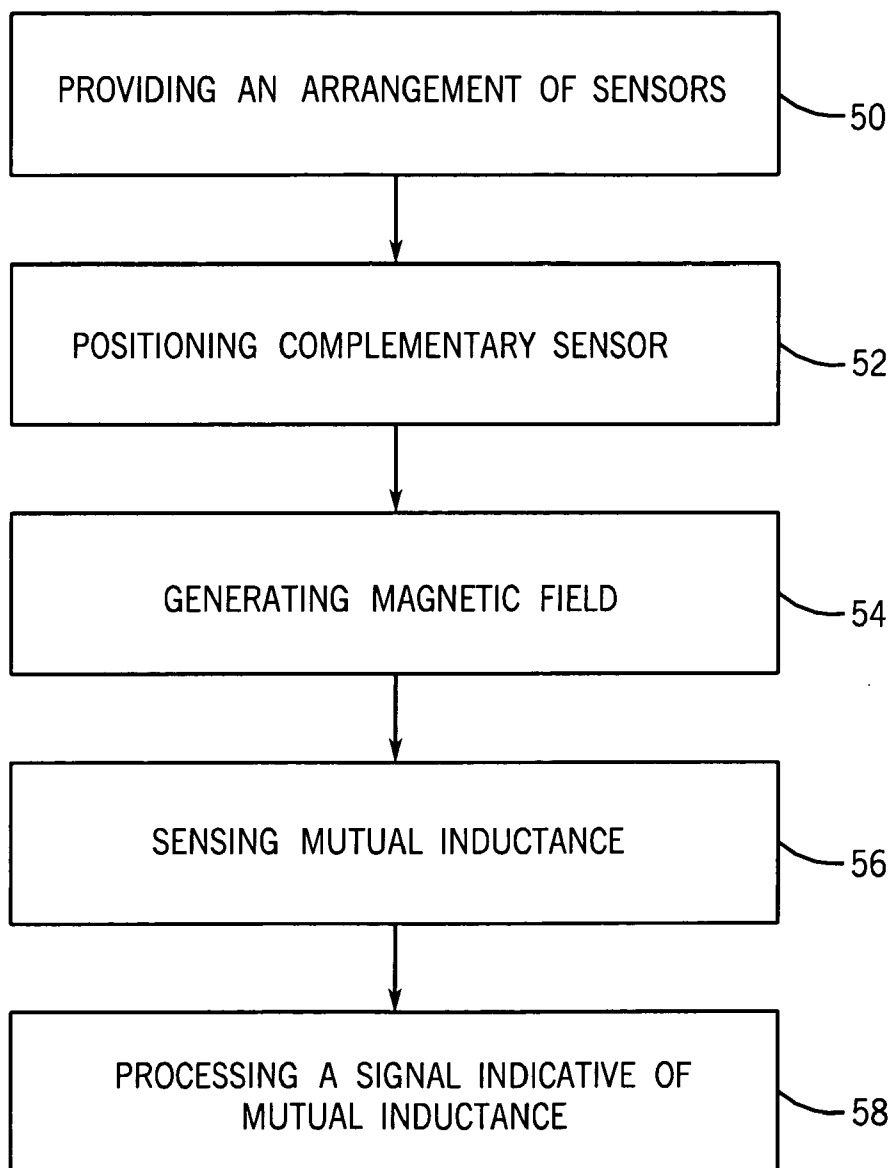 PROVIDING AN ARRANGEMENT OF SENSORS
50
POSITIONING COMPLEMENTARY SENSOR
52
GENERATING MAGNETIC FIELD
54
SENSING MUTUAL INDUCTANCE
56
PROCESSING A SIGNAL INDICATIVE OF
MUTUAL INDUCTANCE
58